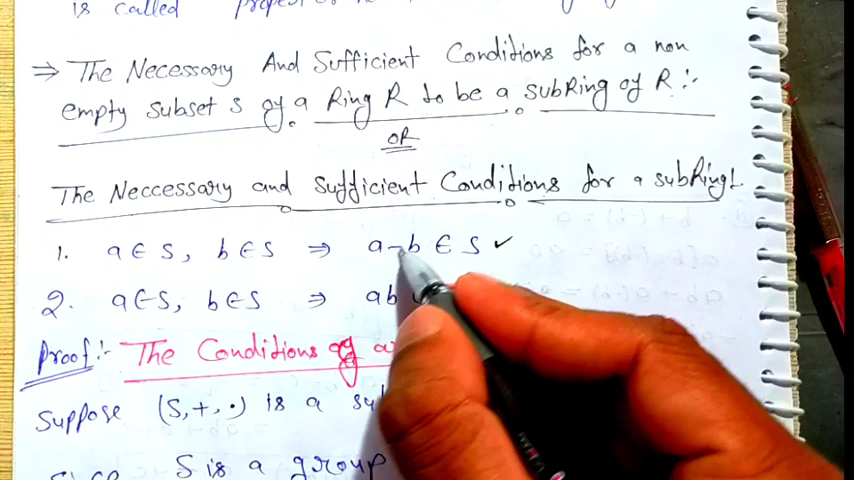 is called
⇒ The Necessary And Sufficient Conditions for a non
empty subset S of a Ring R to be a subRing of R :-
OR
The Neccessary and Sufficient Conditions for a subRing!.
1. a ∈ S, b ∈ S ⇒ a-b ∈ S ✓
2. a ∈ S, b ∈ S ⇒ ab
Proof:- The Conditions of
Suppose (S,+,·) is a
S is a group